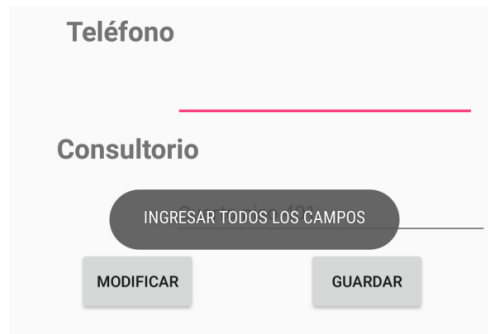 Teléfono
Consultorio
INGRESAR TODOS LOS CAMPOS
MODIFICAR
GUARDAR